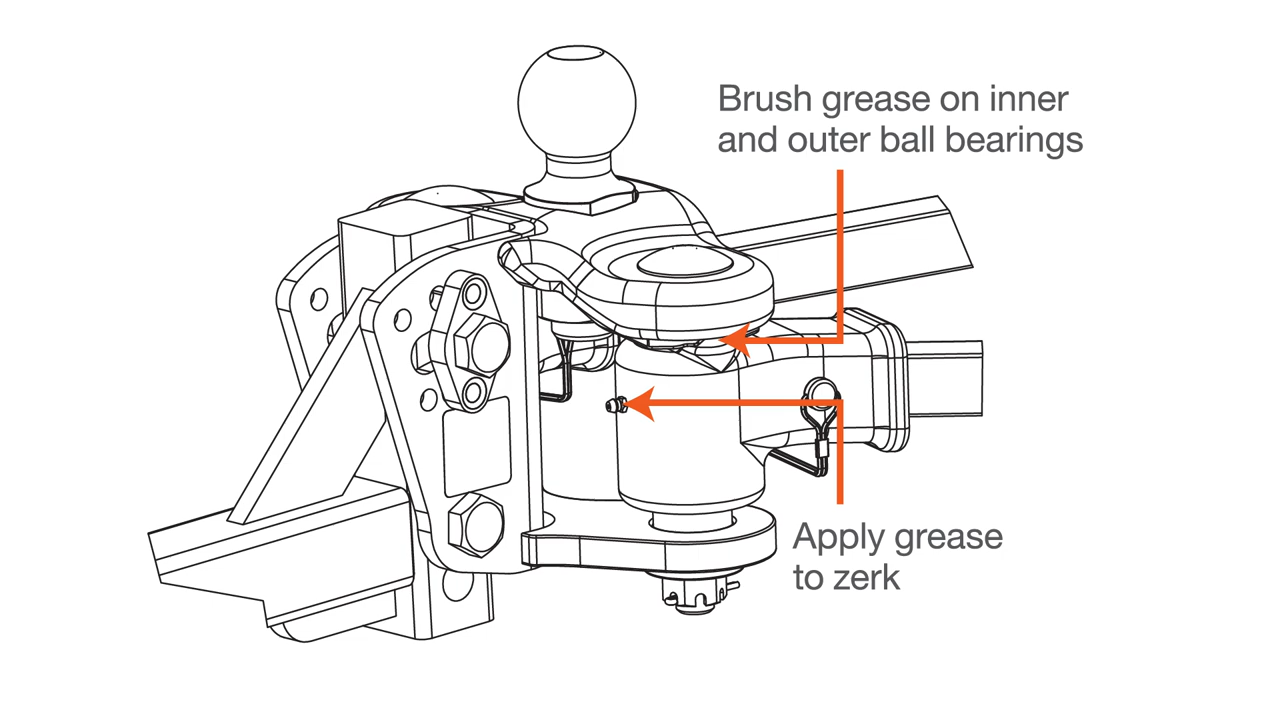 Brush grease on inner
and outer ball bearings
Apply grease
to zerk